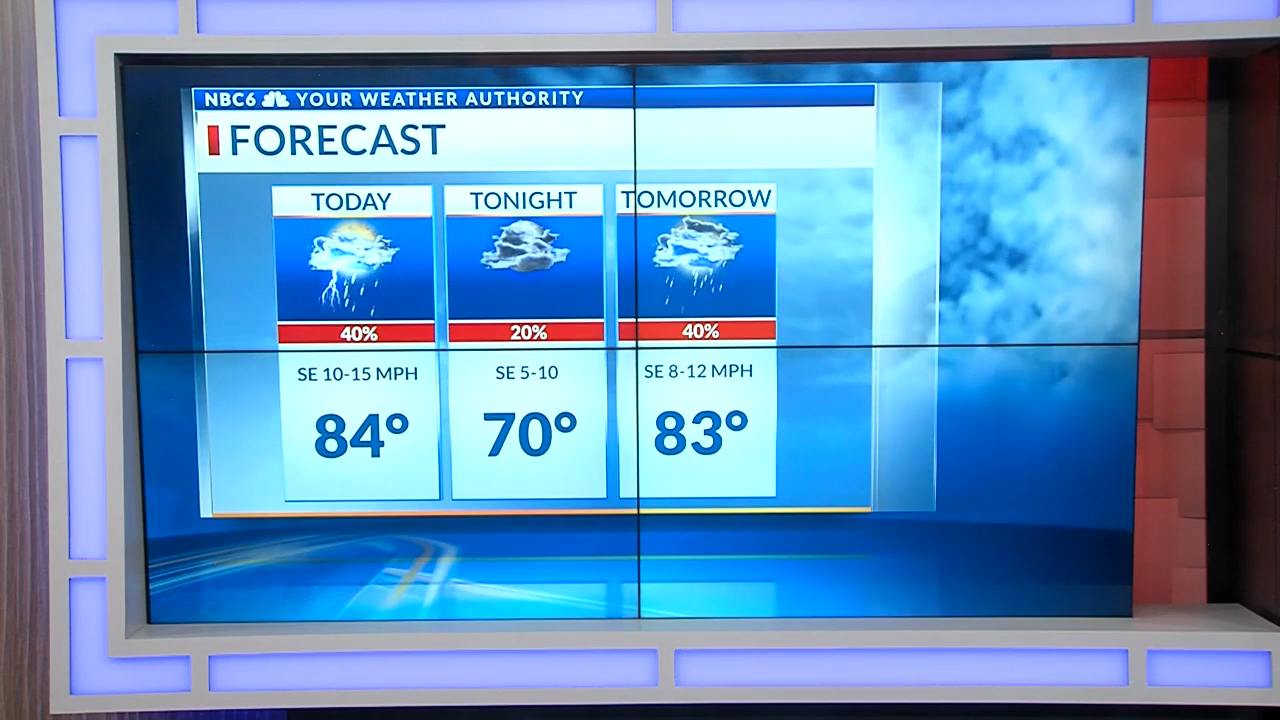 NBC6 YOUR WEATHER AUTHORITY
FORECAST
TODAY
40%
SE 10-15 MPH
84°
TONIGHT
20%
SE 5-10
70°
TOMORROW
40%
SE 8-12 MPH
83°